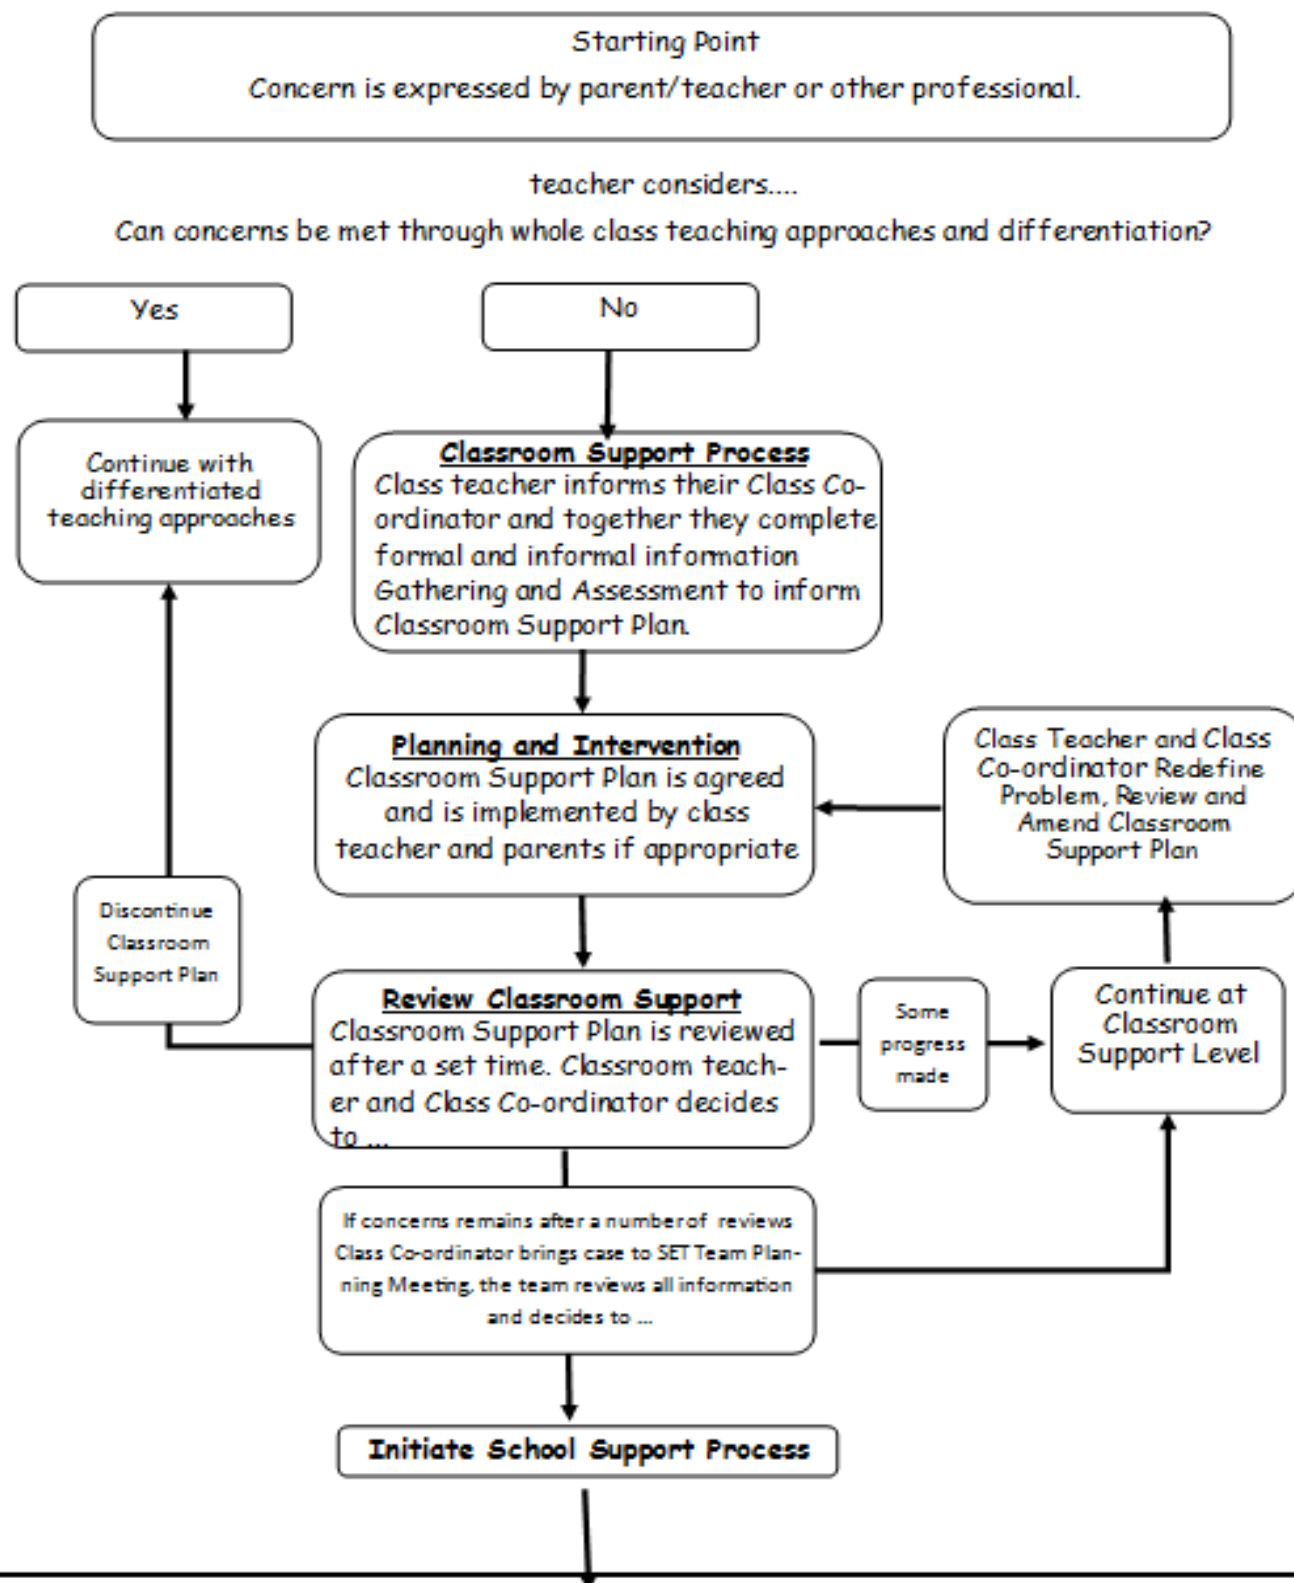 Starting Point
Concern is expressed by parent/teacher or other professional.
teacher considers....
Can concerns be met through whole class teaching approaches and differentiation?
Yes
No
Continue with
differentiated
teaching approaches
Classroom Support Process
Class teacher informs their Class Co-
ordinator and together they complete
formal and informal information
Gathering and Assessment to inform
Classroom Support Plan.
Planning and Intervention
Classroom Support Plan is agreed
and is implemented by class
teacher and parents if appropriate
Class Teacher and Class
Co-ordinator Redefine
Problem, Review and
Amend Classroom
Support Plan
Discontinue
Classroom
Support Plan
Review Classroom Support
Classroom Support Plan is reviewed
after a set time. Classroom teach-
er and Class Co-ordinator decides
to ...
Some
progress
made
Continue at
Classroom
Support Level
If concerns remains after a number of reviews
Class Co-ordinator brings case to SET Team Plan-
ning Meeting, the team reviews all information
and decides to ...
Initiate School Support Process